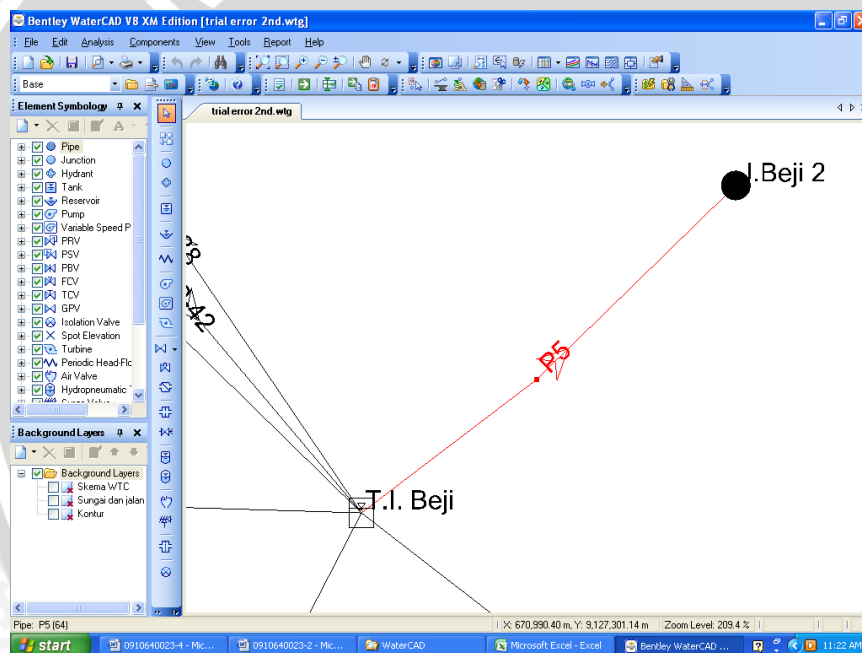 Bentley WaterCAD V8 XM Edition [trial error 2nd.wtg]
File Edit Analysis Components View Tools Report Help
Base
Element Symbology
trial error 2nd.wtg
Pipe
Junction
Hydrant
Tank
Reservoir
Pump
Variable Speed P
PRV
PSV
PBV
FCV
TCV
GPV
Isolation Valve
Spot Elevation
Turbine
Periodic Head-Flo
Air Valve
Hydropneumatic
I.Beji 2
P5
T.I. Beji
Background Layers
Background Layers
Skema WTC
Sungai dan jalan
Kontur
Pipe: P5 (64)
X: 670,990.40 m, Y: 9,127,301.14 m Zoom Level: 209.4 %
start 0910640023-4 - Mic... 0910640023-2 - Mic... WaterCAD Microsoft Excel - Excel Bentley WaterCAD ... 11:22 AM